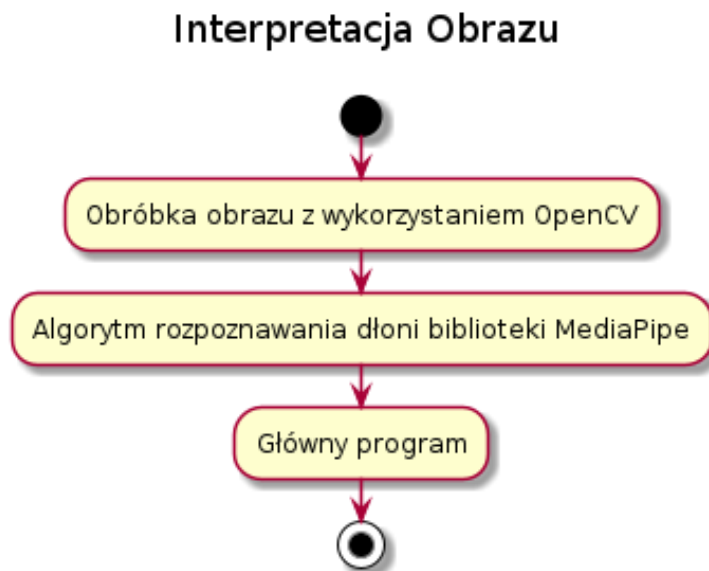 Interpretacja Obrazu
Obróbka obrazu z wykorzystaniem OpenCV
Algorytm rozpoznawania dłoni biblioteki MediaPipe
Główny program